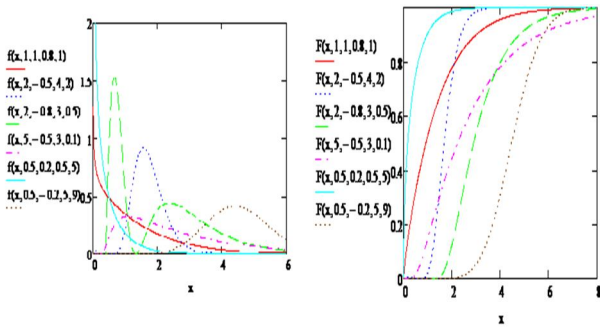 2
f(x,1,1,0.8,1)
1.5
f(x,2,-0.5,4,2)
f(x,2,-0.8,3,0.5)
1
f(x,5,-0.5,3,0.1)
f(x,0.5,0.2,0.5,5)
0.5
f(x,0.5,-0.2,5,9)
0
0 2 4 6
x
F(x,1,1,0.8,1)
0.8
F(x,2,-0.5,4,2)
F(x,2,-0.8,3,0.5)
0.6
F(x,5,-0.5,3,0.1)
0.4
F(x,0.5,0.2,0.5,5)
0.2
F(x,0.5,-0.2,5,9)
0
0 2 4 6 8
x